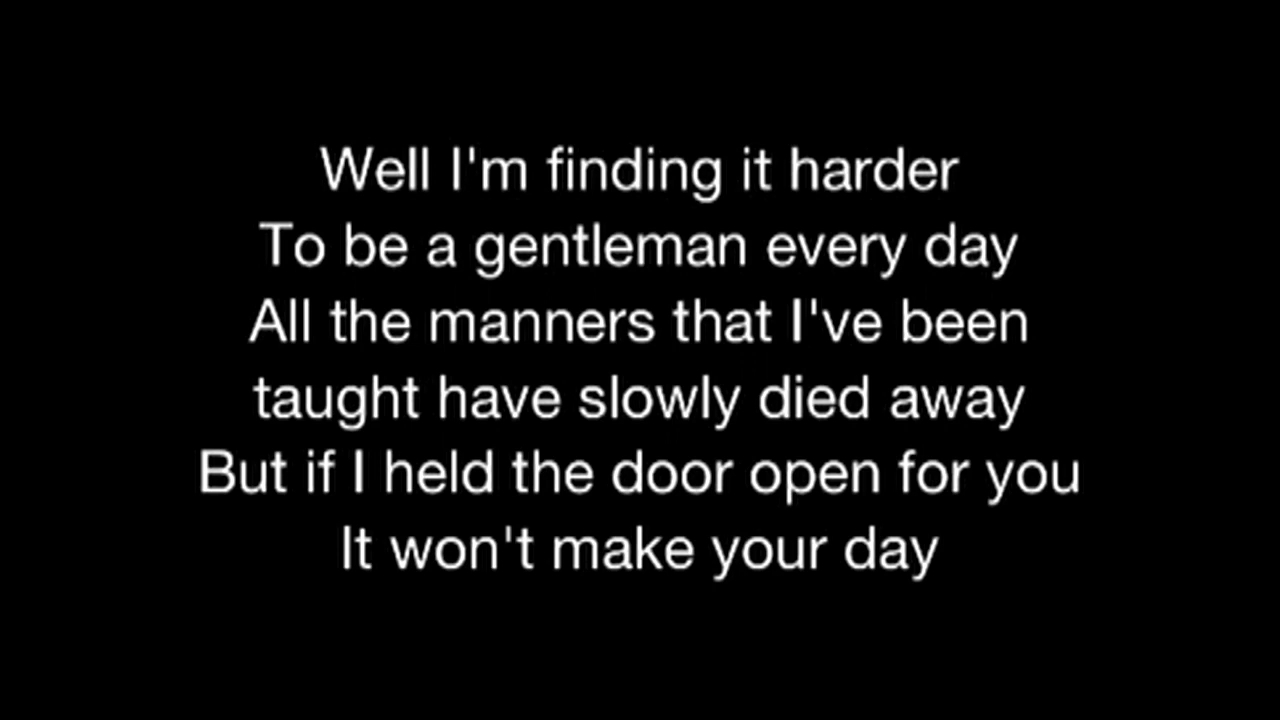 Well I'm finding it harder
To be a gentleman every day
All the manners that I've been
taught have slowly died away
But if I held the door open for you
It won't make your day